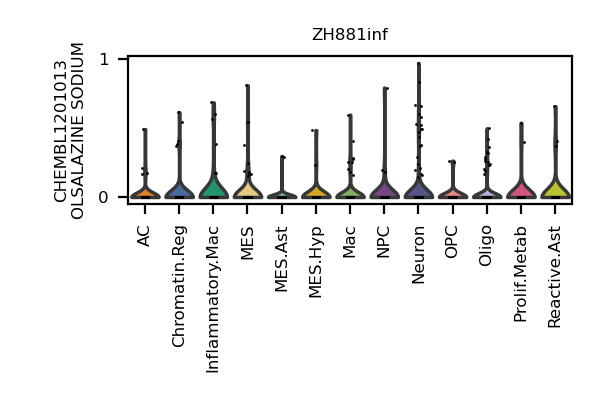 ZH881inf
CHEMBL1201013
OLSALAZINE SODIUM
1
0
AC
Chromatin.Reg
Inflammatory.Mac
MES
MES.Ast
MES.Hyp
Mac
NPC
Neuron
OPC
Oligo
Prolif.Metab
Reactive.Ast